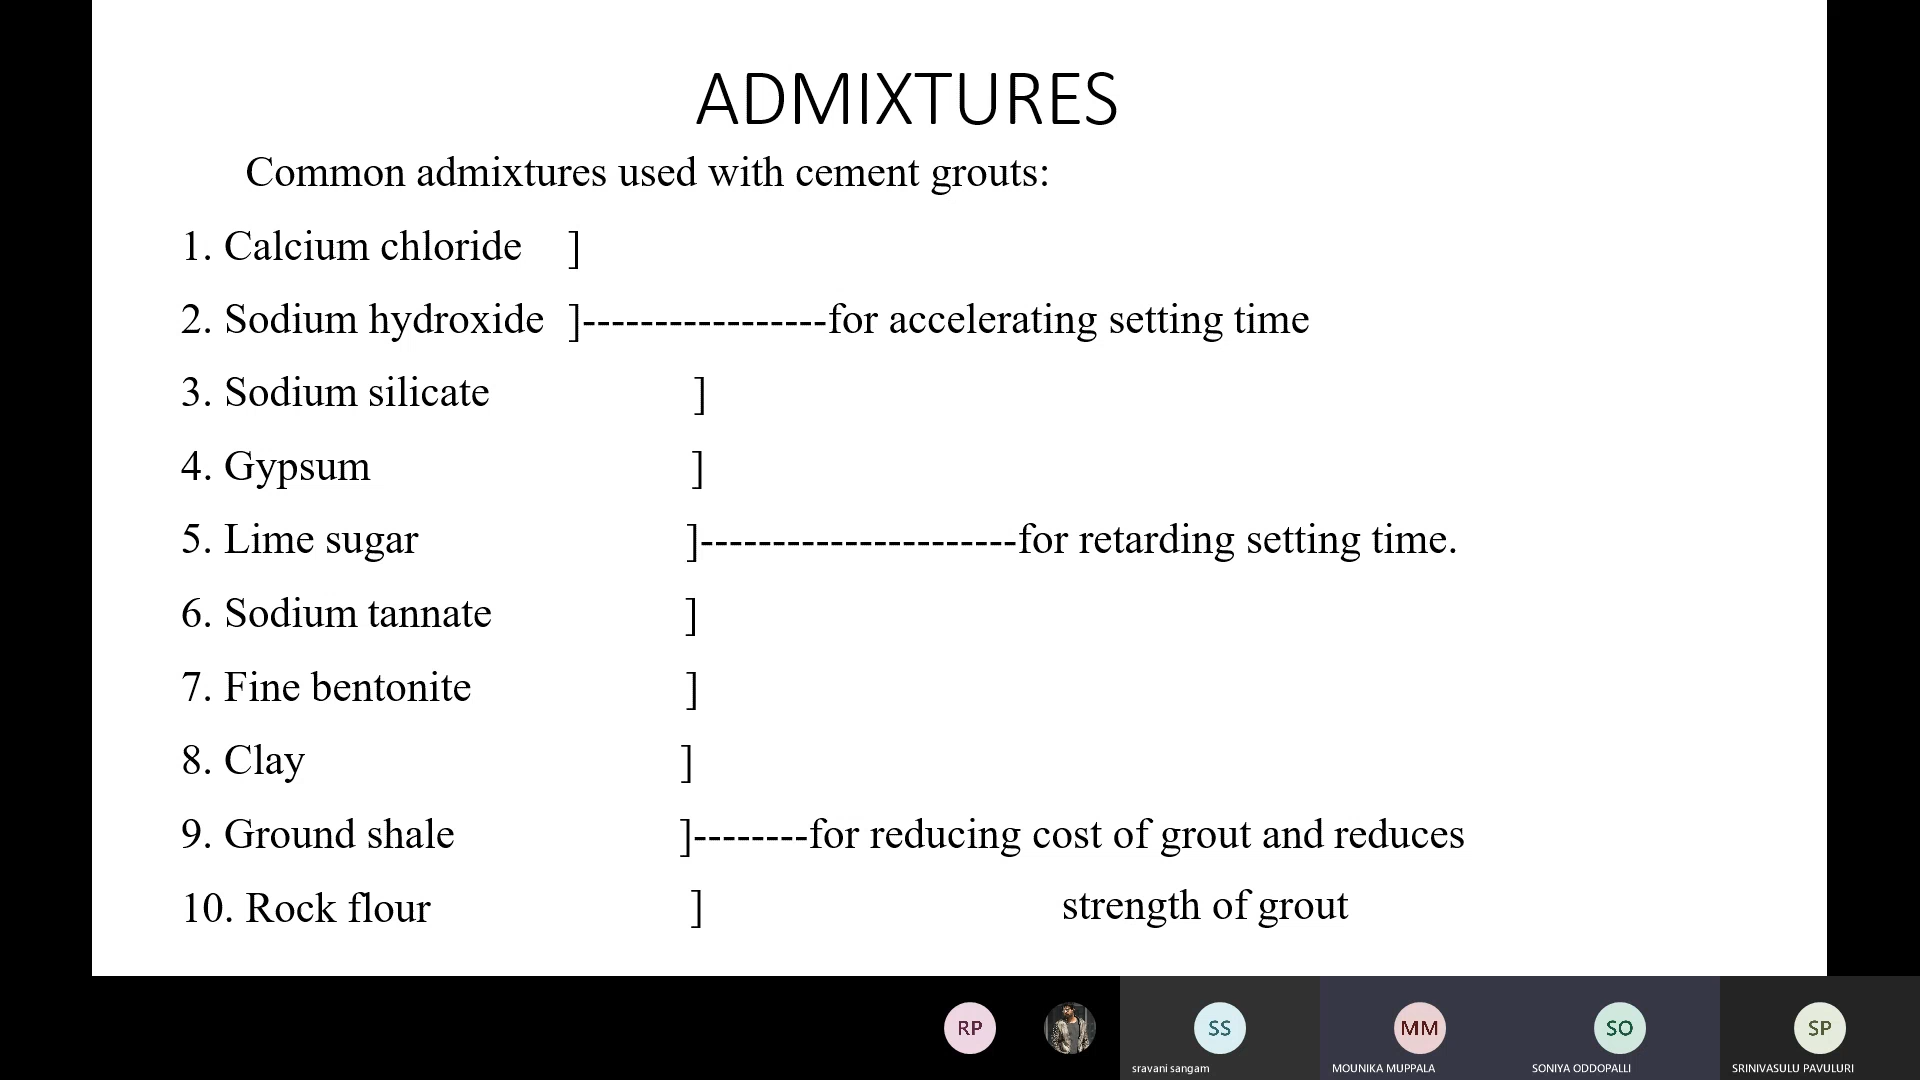 ADMIXTURES
Common admixtures used with cement grouts:
1. Calcium chloride ]
2. Sodium hydroxide ]-----------------for accelerating setting time
3. Sodium silicate ]
4. Gypsum ]
5. Lime sugar ]----------------------for retarding setting time.
6. Sodium tannate ]
7. Fine bentonite ]
8. Clay ]
9. Ground shale ]--------for reducing cost of grout and reduces
10. Rock flour ] strength of grout
RP SS MM SO SP
sravani sangam MOUNIKA MUPPALA SONIYA ODDOPALLI SRINIVASULU PAVULURI